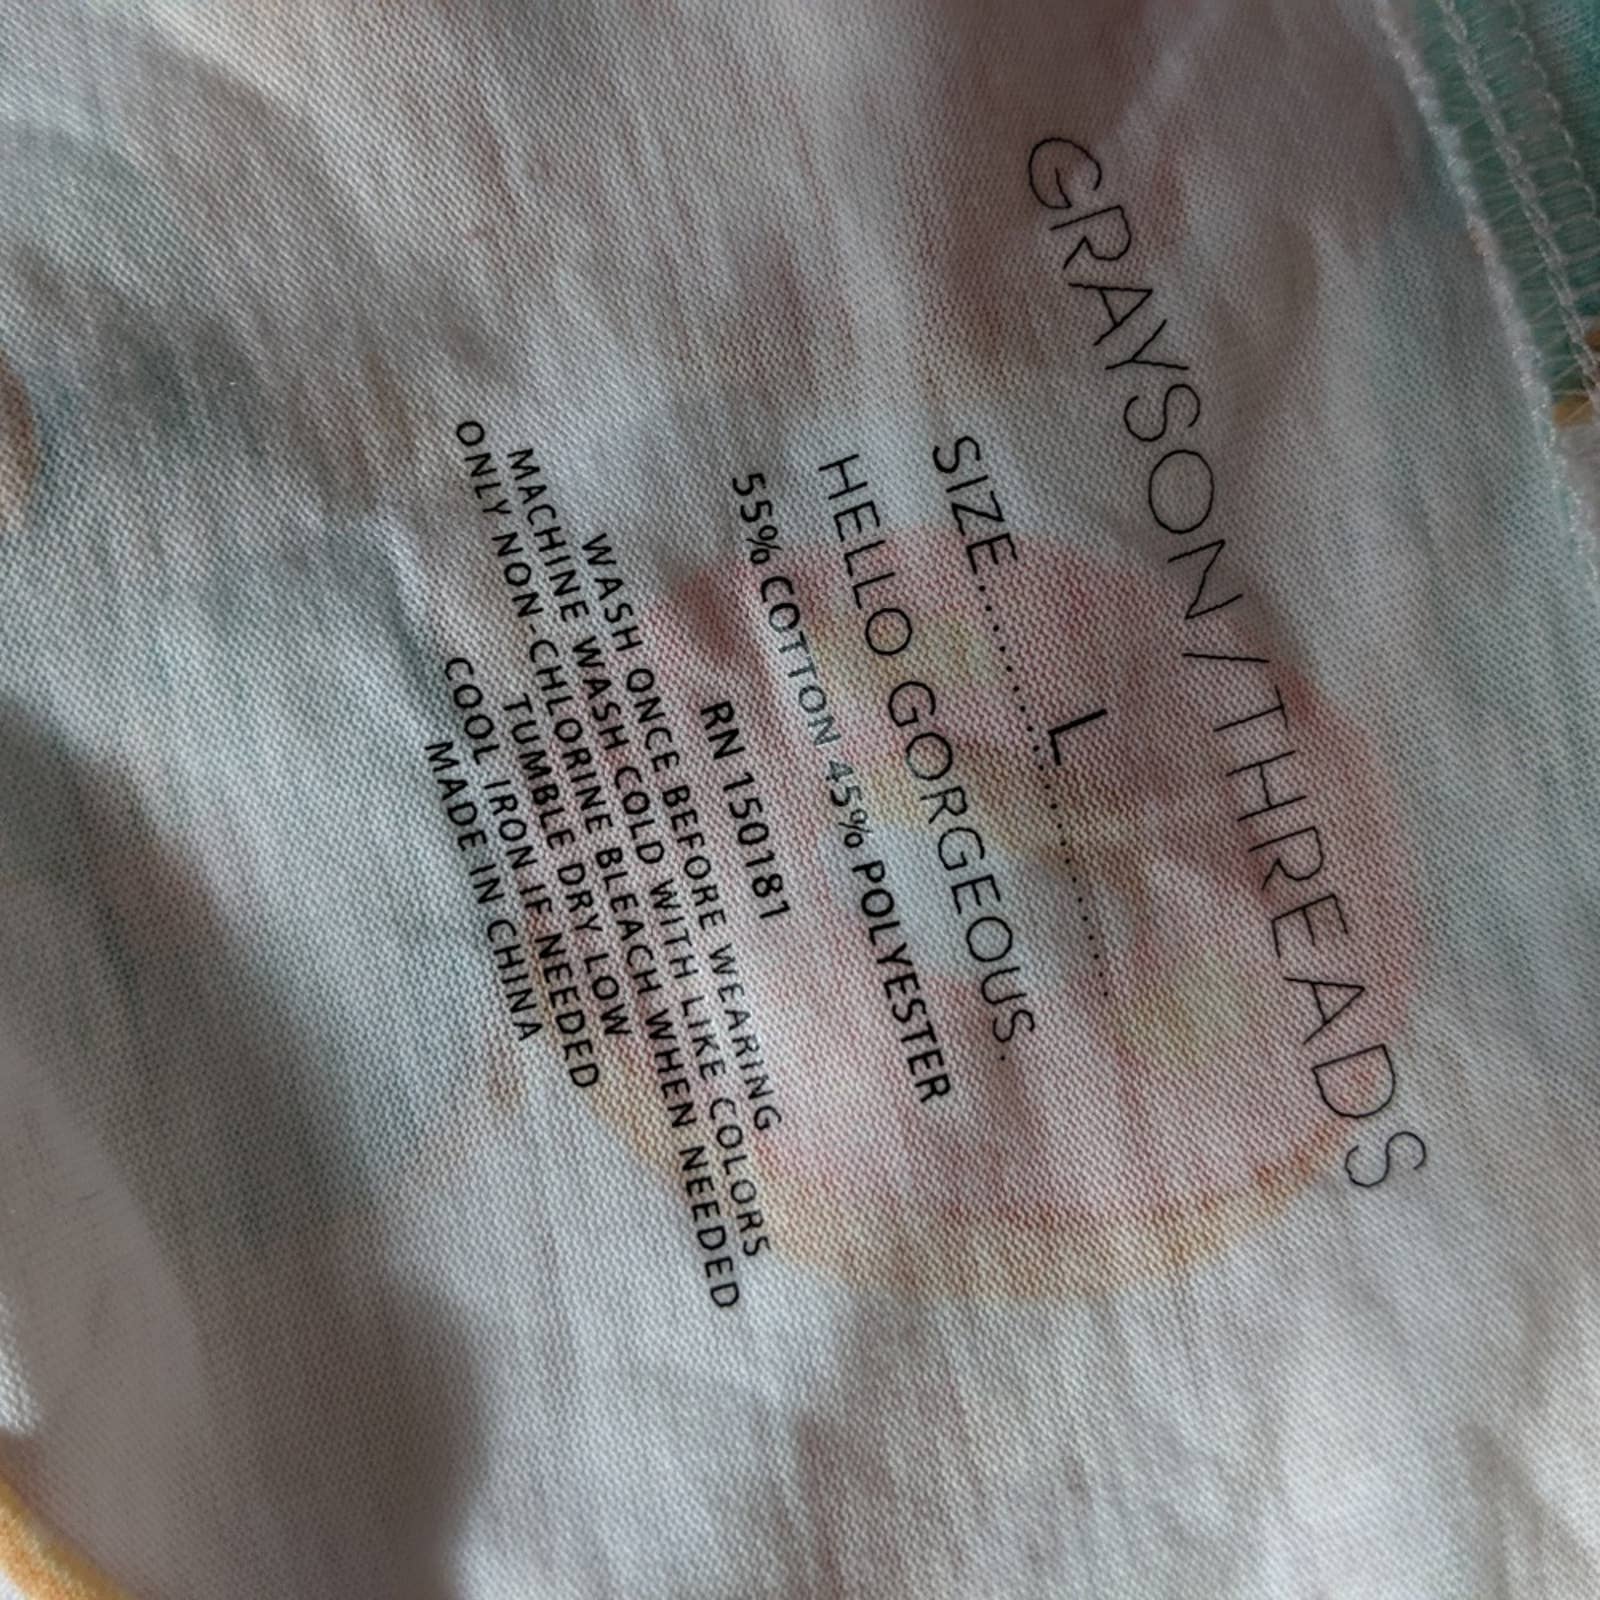 GRAYSON / THREADS
SIZE..........L..............
HELLO GORGEOUS.
55% COTTON 45% POLYESTER
RN 150181
WASH ONCE BEFORE WEARING
MACHINE WASH COLD WITH LIKE COLORS
ONLY NON-CHLORINE BLEACH WHEN NEEDED
TUMBLE DRY LOW
COOL IRON IF NEEDED
MADE IN CHINA